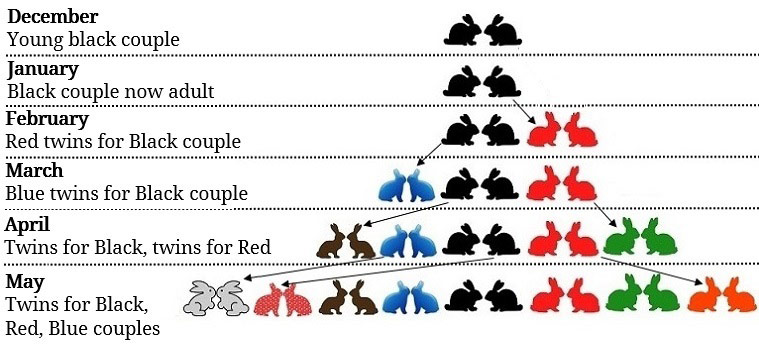 December
Young black couple
January
Black couple now adult
February
Red twins for Black couple
March
Blue twins for Black couple
April
Twins for Black, twins for Red
May
Twins for Black,
Red, Blue couples